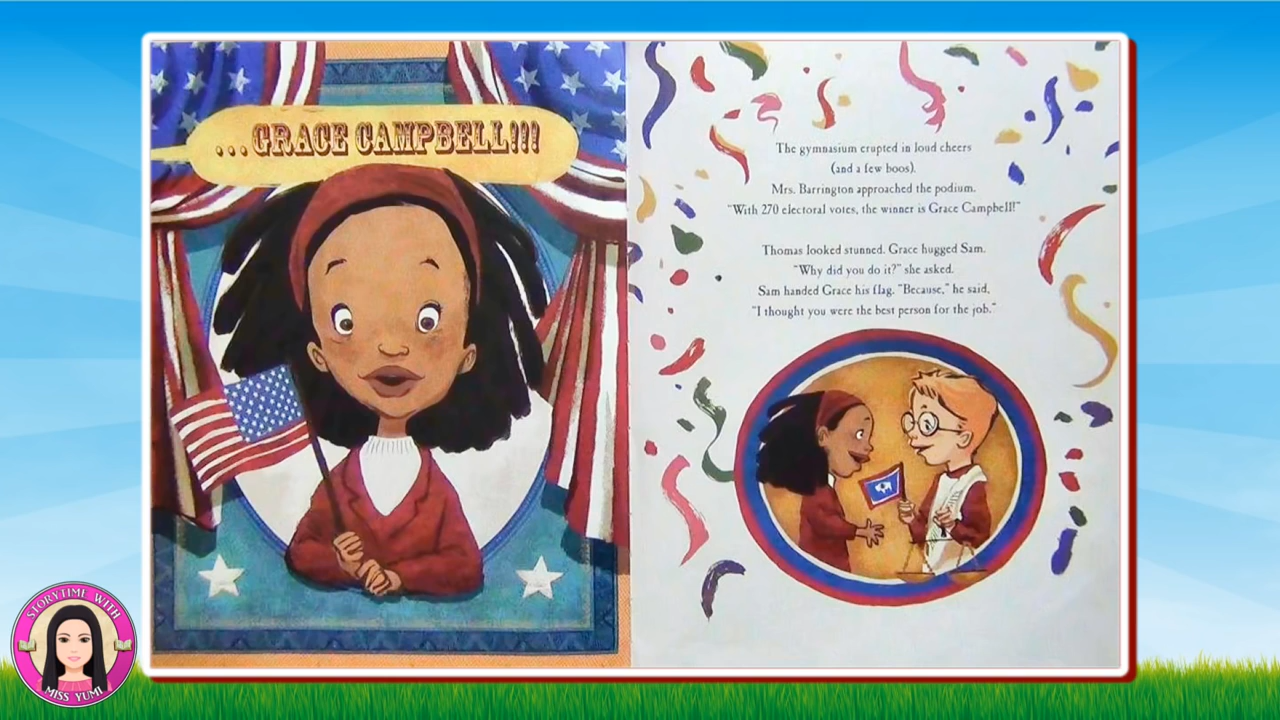 ...GRACE CAMPBELL!!!
The gymnasium erupted in loud cheers
(and a few boos).
Mrs. Barrington approached the podium.
"With 270 electoral votes, the winner is Grace Campbell!"
Thomas looked stunned. Grace hugged Sam.
"Why did you do it?" she asked.
Sam handed Grace his flag. "Because," he said,
"I thought you were the best person for the job."
STORYTIME WITH
MISS YUMI